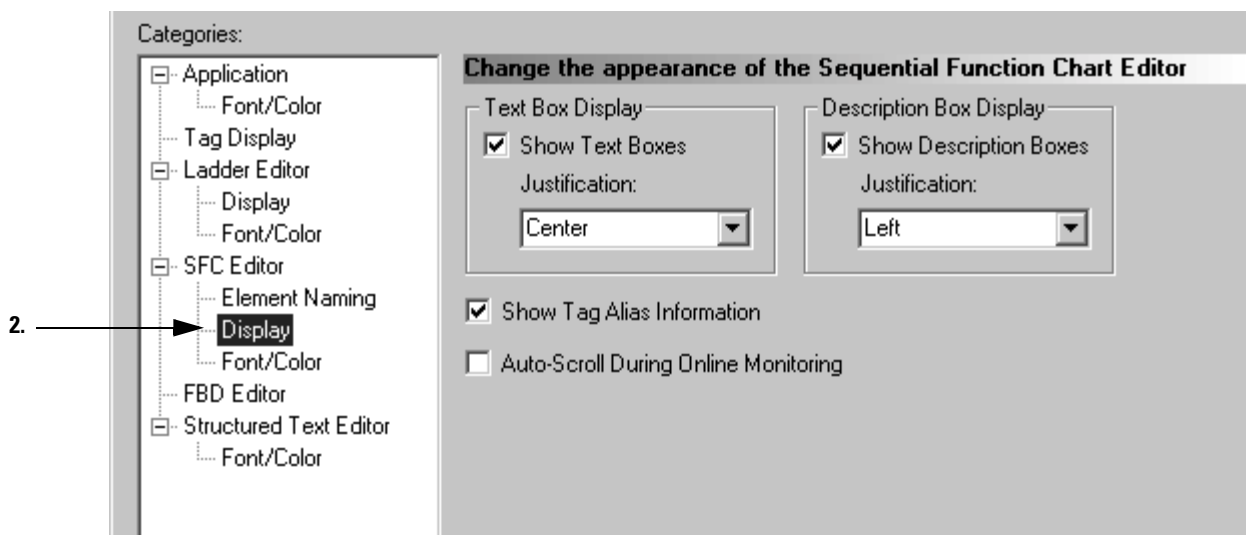 Categories:
Application
Font/Color
Tag Display
Ladder Editor
Display
Font/Color
SFC Editor
Element Naming
2.
Display
Font/Color
FBD Editor
Structured Text Editor
Font/Color
Change the appearance of the Sequential Function Chart Editor
Text Box Display
Show Text Boxes
Justification:
Center
Description Box Display
Show Description Boxes
Justification:
Left
Show Tag Alias Information
Auto-Scroll During Online Monitoring